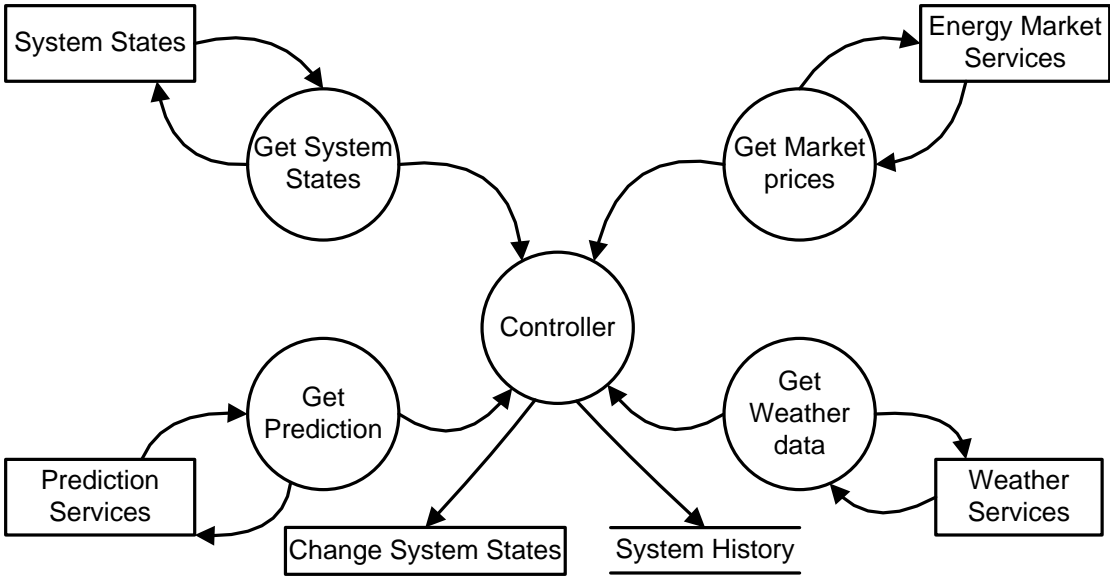 System States
Energy Market
Services
Get System
States
Get Market
prices
Controller
Get
Prediction
Get
Weather
data
Prediction
Services
Weather
Services
Change System States
System History